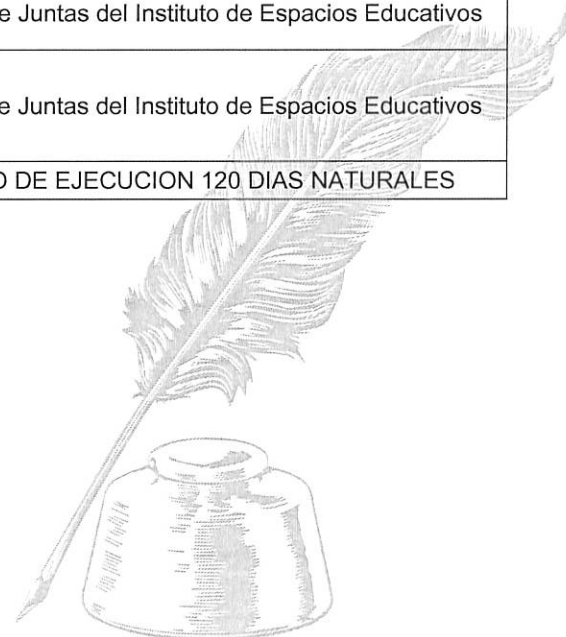 e Juntas del Instituto de Espacios Educativos
e Juntas del Instituto de Espacios Educativos
O DE EJECUCION 120 DIAS NATURALES